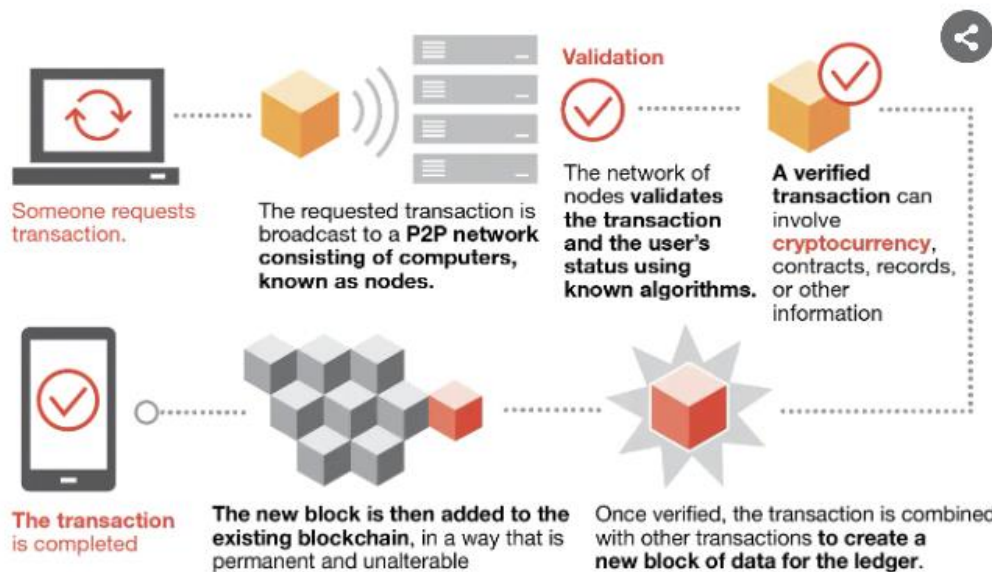 Validation
Someone requests
transaction.
The requested transaction is
broadcast to a P2P network
consisting of computers,
known as nodes.
The network of
nodes validates
the transaction
and the user's
status using
known algorithms.
A verified
transaction can
involve
cryptocurrency,
contracts, records,
or other
information
The transaction
is completed
The new block is then added to the
existing blockchain, in a way that is
permanent and unalterable
Once verified, the transaction is combined
with other transactions to create a
new block of data for the ledger.